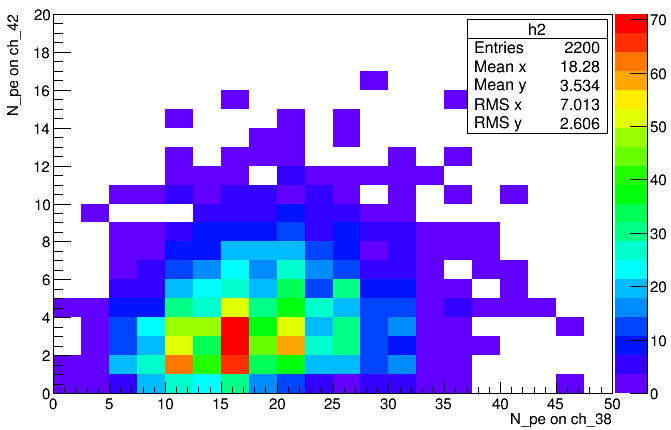 N_pe on ch_42
20
18
16
14
12
10
8
6
4
2
0
h2
Entries 2200
Mean x 18.28
Mean y 3.534
RMS x 7.013
RMS y 2.606
70
60
50
40
30
20
10
0
0 5 10 15 20 25 30 35 40 45 50
N_pe on ch_38